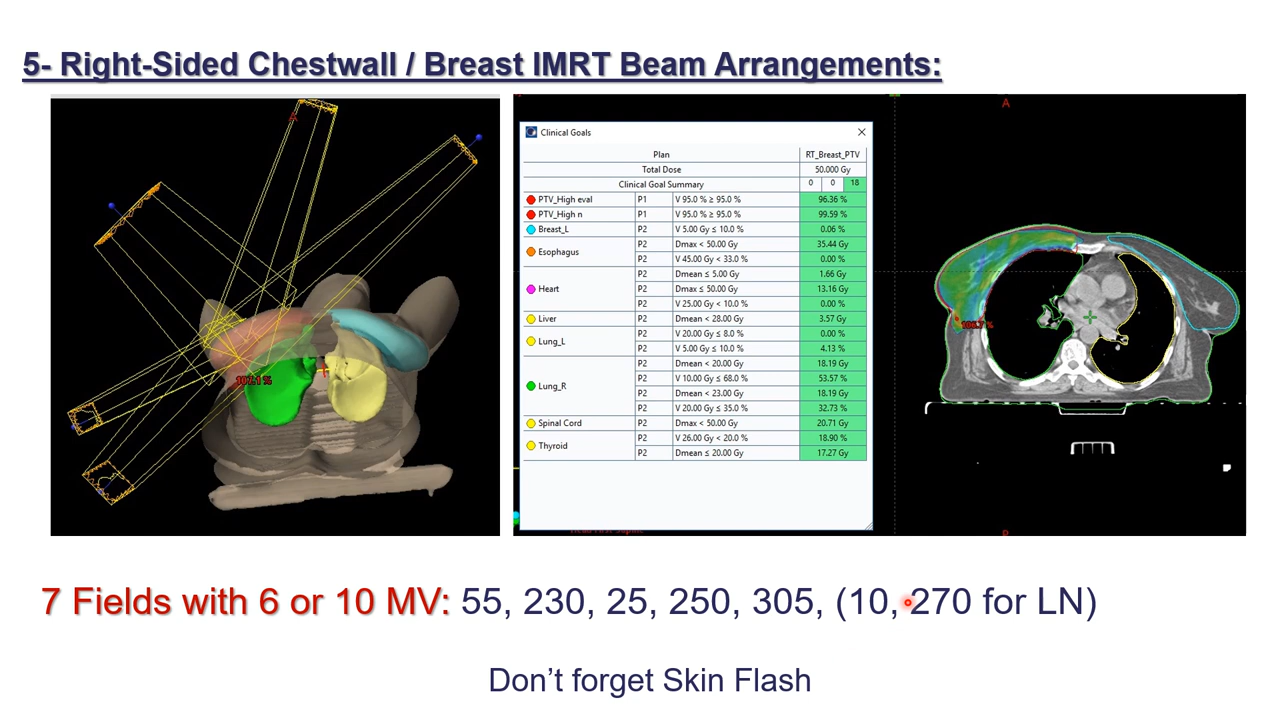 5- Right-Sided Chestwall / Breast IMRT Beam Arrangements:
A
107.1 %
Clinical Goals
Plan RT_Breast_PTV
Total Dose 50.000 Gy
Clinical Goal Summary 0 0 18
PTV_High eval P1 V 95.0 % ≥ 95.0 % 96.36 %
PTV_High n P1 V 95.0 % ≥ 95.0 % 99.59 %
Breast_L P2 V 5.00 Gy ≤ 10.0 % 0.06 %
Esophagus P2 Dmax < 50.00 Gy 35.44 Gy
P2 V 45.00 Gy < 33.0 % 0.00 %
Heart P2 Dmean ≤ 5.00 Gy 1.66 Gy
P2 Dmax ≤ 50.00 Gy 13.16 Gy
P2 V 25.00 Gy < 10.0 % 0.00 %
Liver P2 Dmean < 28.00 Gy 3.57 Gy
Lung_L P2 V 20.00 Gy ≤ 8.0 % 0.00 %
P2 V 5.00 Gy ≤ 10.0 % 4.13 %
Lung_R P2 Dmean < 20.00 Gy 18.19 Gy
P2 V 10.00 Gy ≤ 68.0 % 53.57 %
P2 Dmean < 23.00 Gy 18.19 Gy
P2 V 20.00 Gy ≤ 35.0 % 32.73 %
Spinal Cord P2 Dmax < 50.00 Gy 20.71 Gy
Thyroid P2 V 26.00 Gy < 20.0 % 18.90 %
P2 Dmean ≤ 20.00 Gy 17.27 Gy
A
7 Fields with 6 or 10 MV: 55, 230, 25, 250, 305, (10, 270 for LN)
Don't forget Skin Flash